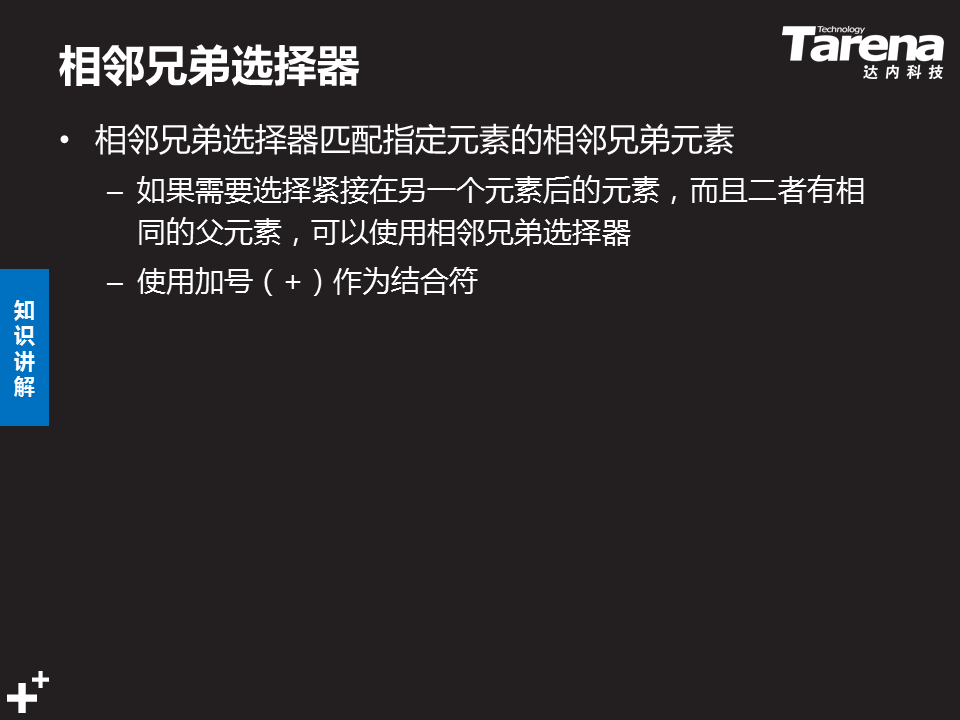 相邻兄弟选择器
Technology
Tarena
达内科技
• 相邻兄弟选择器匹配指定元素的相邻兄弟元素
– 如果需要选择紧接在另一个元素后的元素，而且二者有相
同的父元素，可以使用相邻兄弟选择器
– 使用加号（+）作为结合符
知
识
讲
解